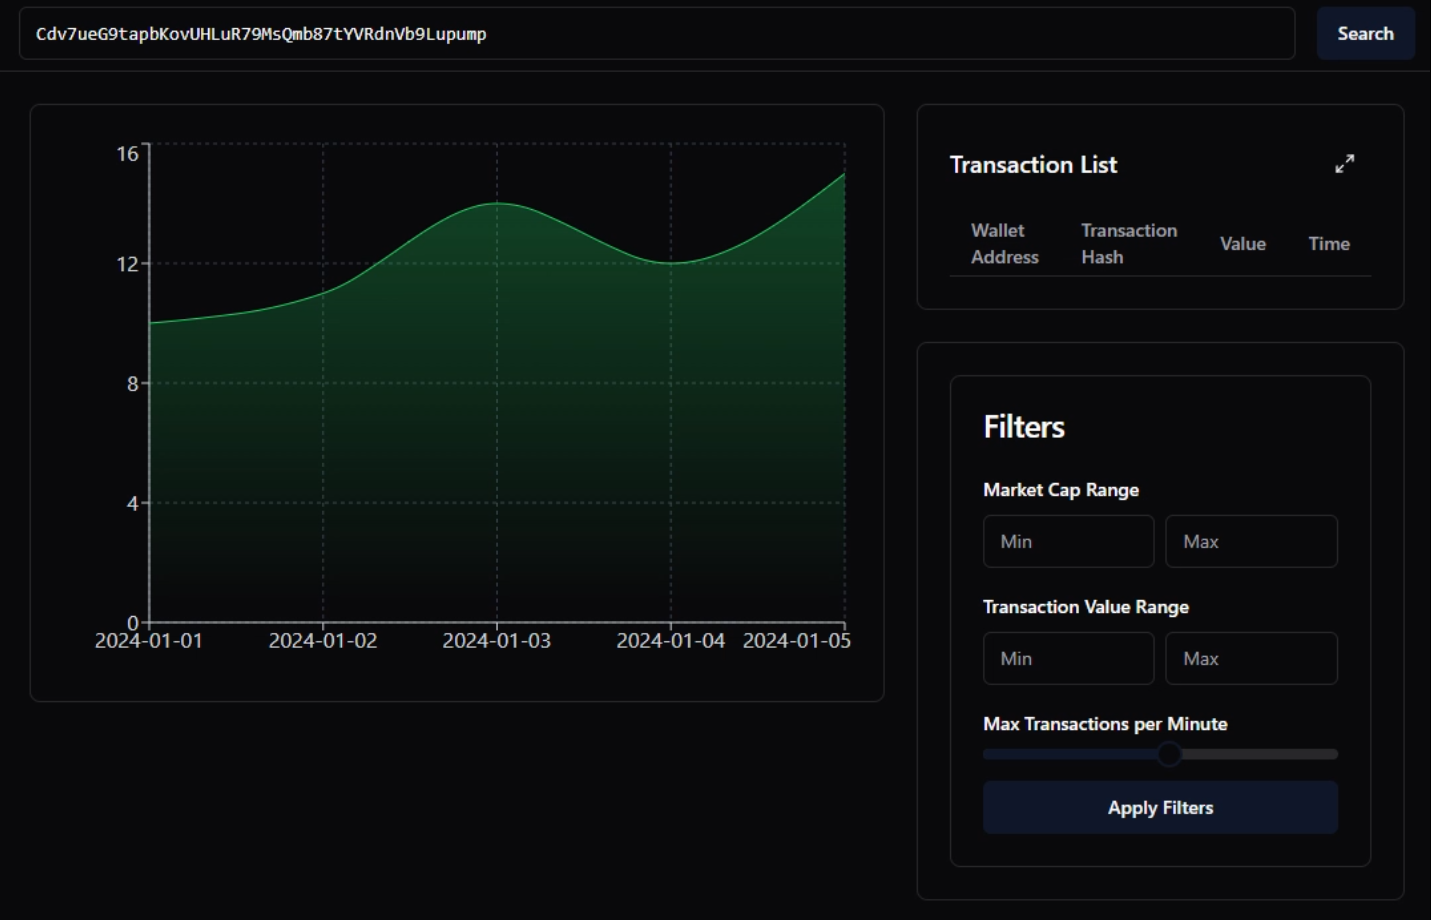 Cdv7ueG9tapbKovUHLuR79MsQmb87tYVRdnVb9Lupump
Search
16
12
8
4
0
2024-01-01 2024-01-02 2024-01-03 2024-01-04 2024-01-05
Transaction List
Wallet Address
Transaction Hash
Value
Time
Filters
Market Cap Range
Min Max
Transaction Value Range
Min Max
Max Transactions per Minute
Apply Filters